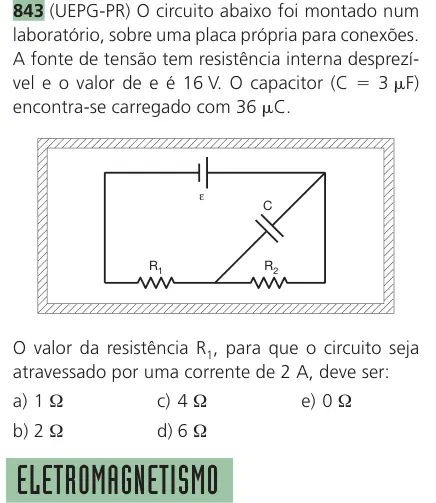 843 (UEPG-PR) O circuito abaixo foi montado num
laboratório, sobre uma placa própria para conexões.
A fonte de tensão tem resistência interna desprezí-
vel e o valor de e é 16 V. O capacitor (C = 3 μF)
encontra-se carregado com 36 μC.
ε
C
R₁
R₂
O valor da resistência R₁, para que o circuito seja
atravessado por uma corrente de 2 A, deve ser:
a) 1 Ω c) 4 Ω e) 0 Ω
b) 2 Ω d) 6 Ω
ELETROMAGNETISMO